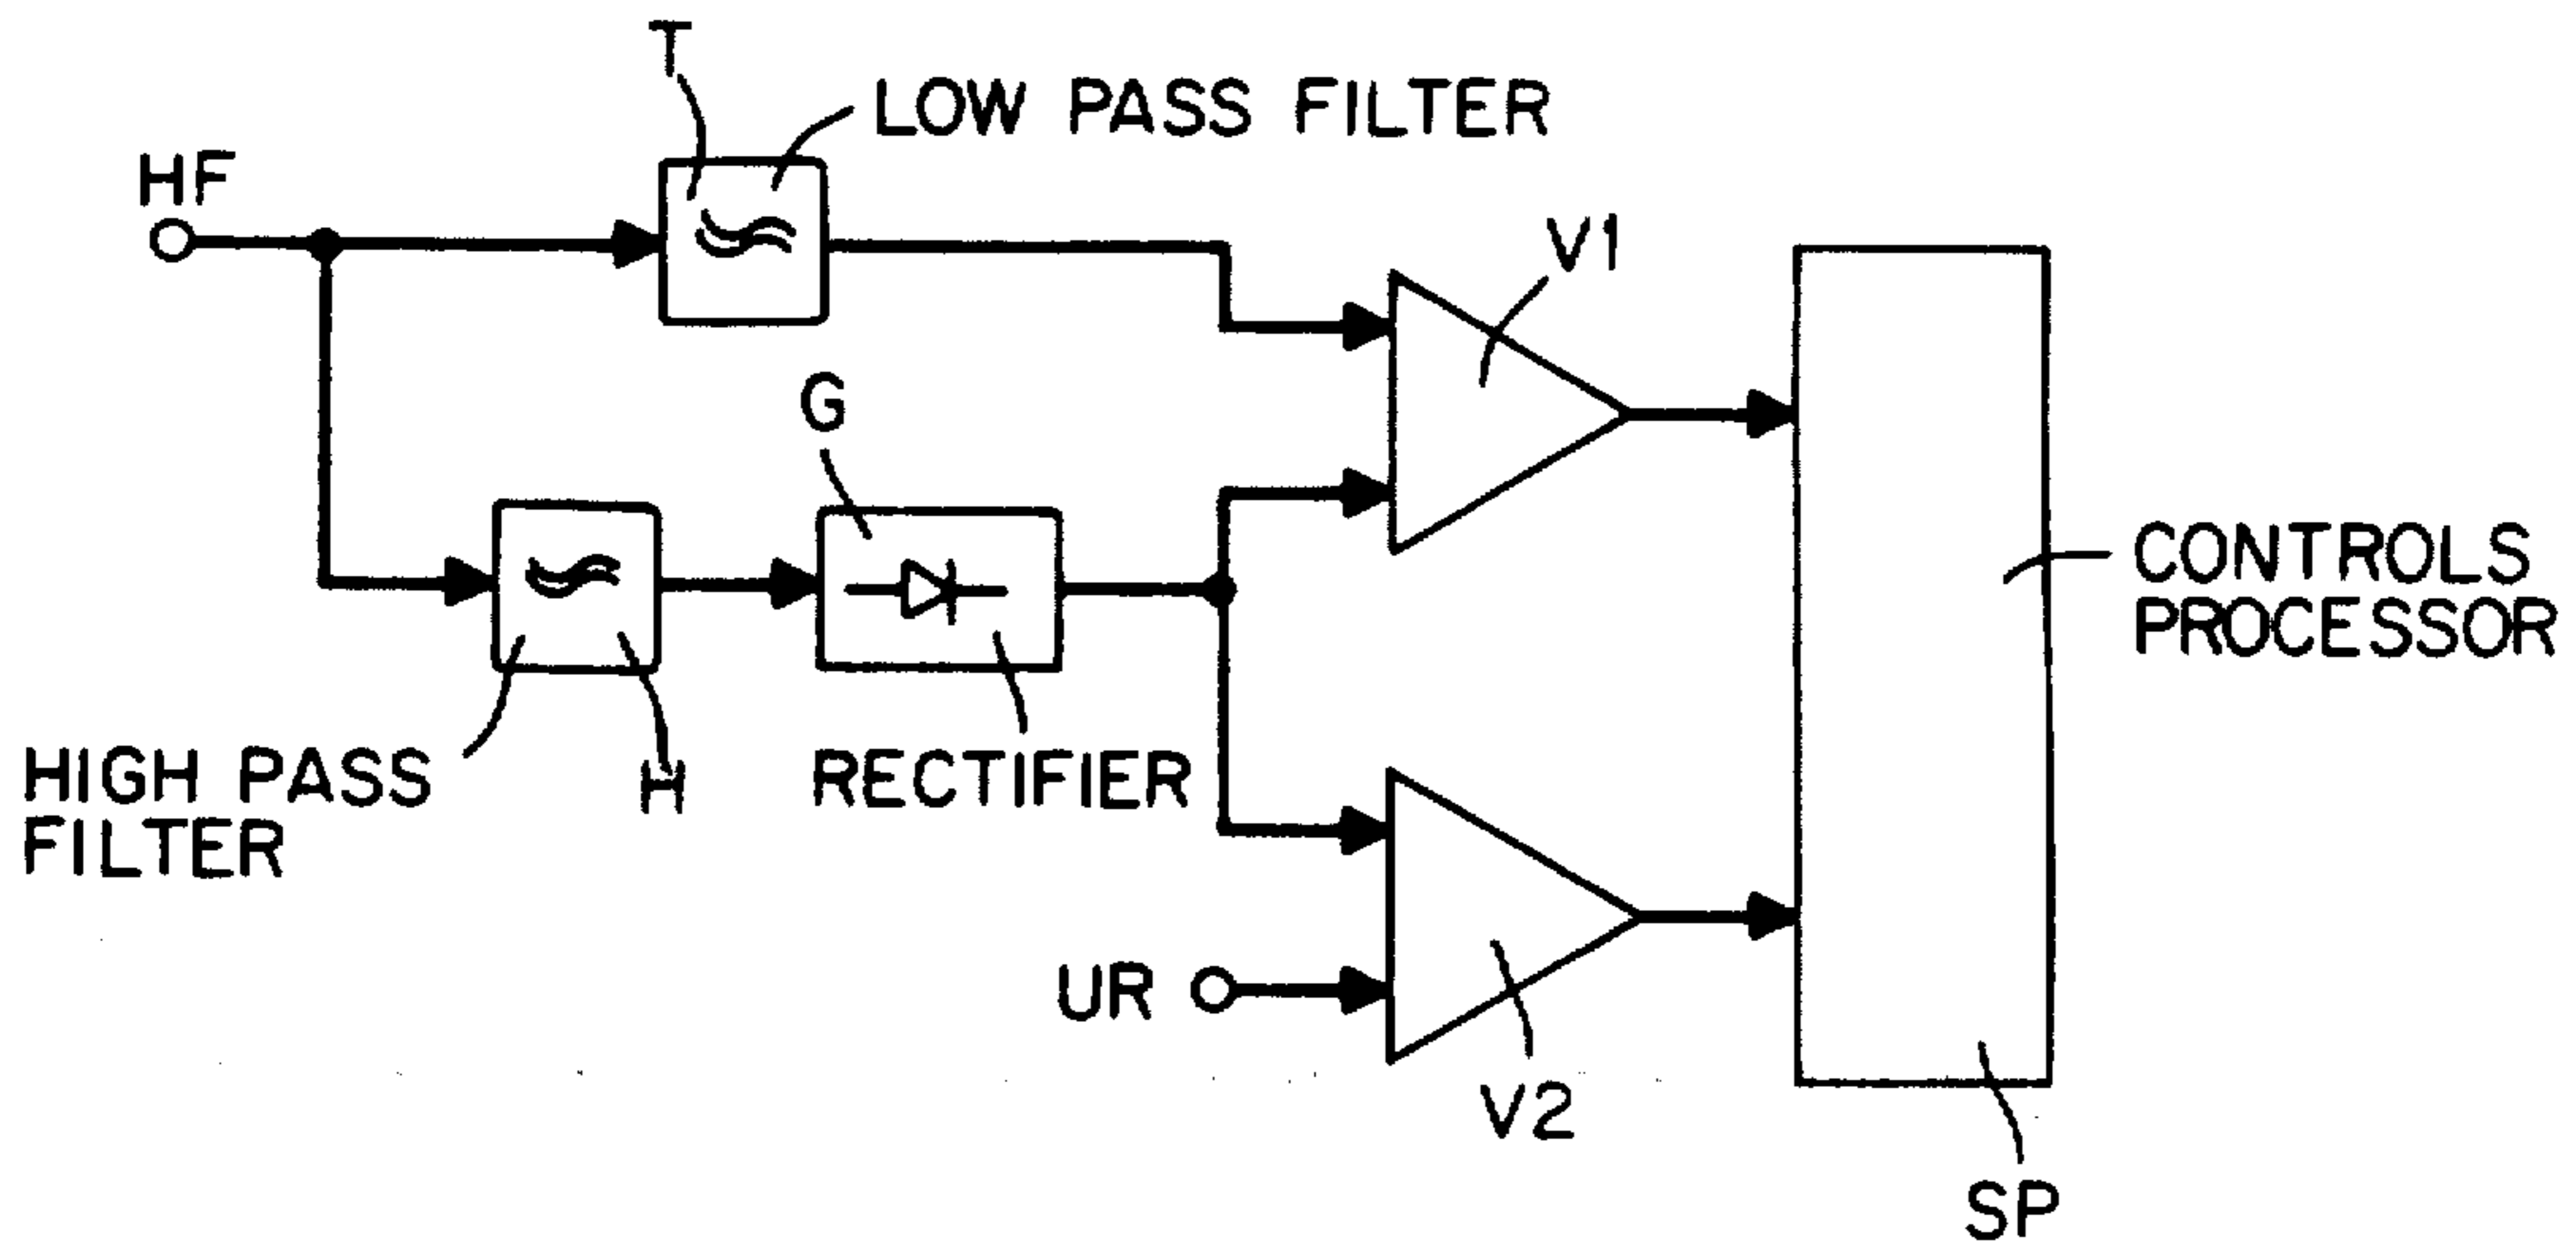 T
LOW PASS FILTER
HF
V1
G
CONTROLS
PROCESSOR
HIGH PASS
FILTER
H
RECTIFIER
UR
V2
SP